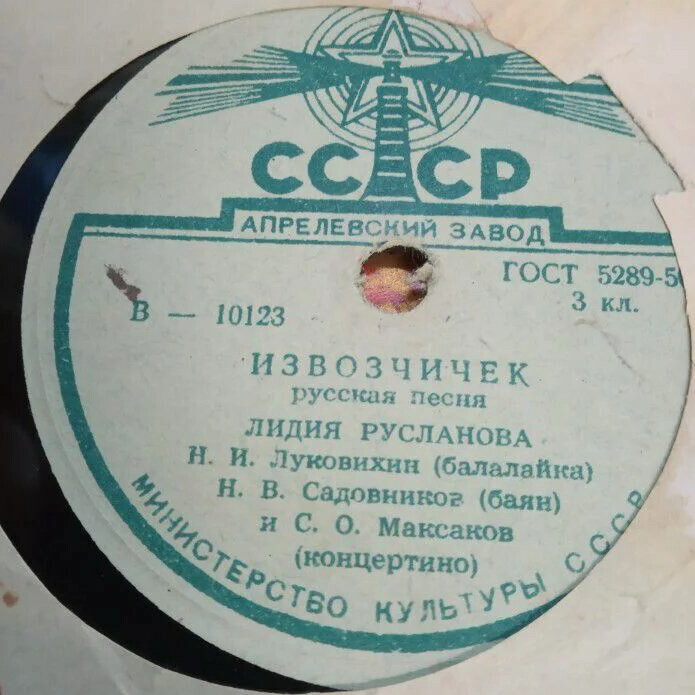 СССР
АПРЕЛЕВСКИЙ ЗАВОД
ГОСТ 5289-5
В — 10123
3 кл.
ИЗВОЗЧИЧЕК
русская песня
ЛИДИЯ РУСЛАНОВА
Н. И. Луковихин (балалайка)
Н. В. Садовников (баян)
и С. О. Максаков
(концертино)
МИНИСТЕРСТВО КУЛЬТУРЫ СССР